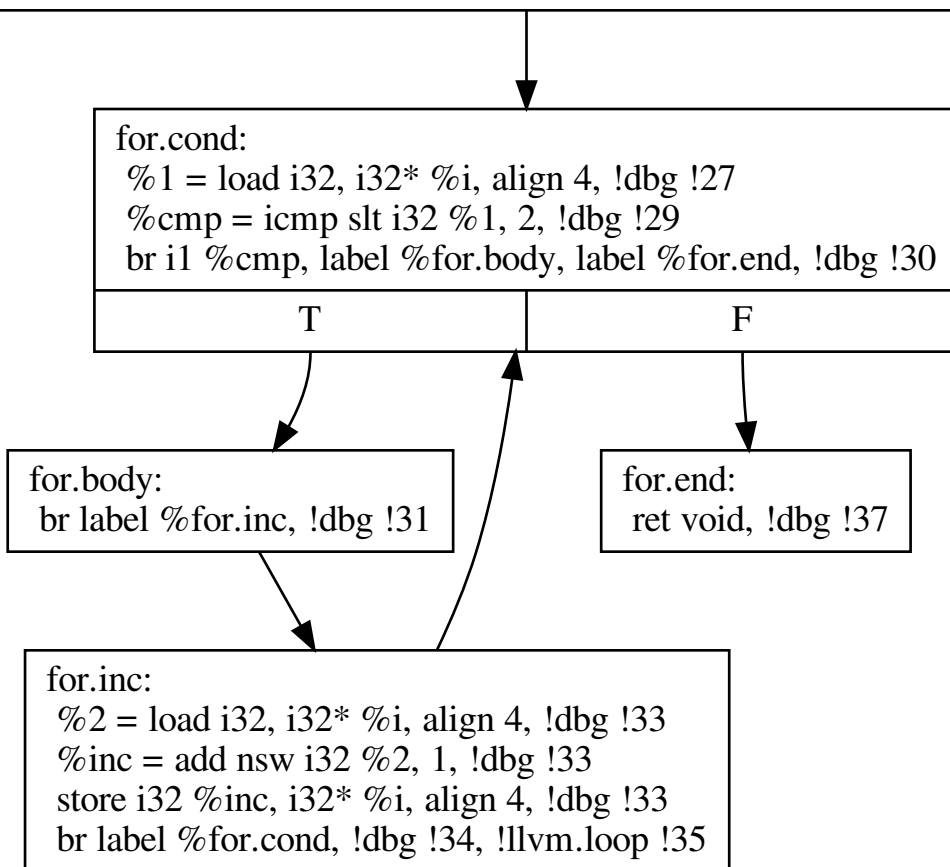 for.cond:
%1 = load i32, i32* %i, align 4, !dbg !27
%cmp = icmp slt i32 %1, 2, !dbg !29
br i1 %cmp, label %for.body, label %for.end, !dbg !30
T
F
for.body:
br label %for.inc, !dbg !31
for.end:
ret void, !dbg !37
for.inc:
%2 = load i32, i32* %i, align 4, !dbg !33
%inc = add nsw i32 %2, 1, !dbg !33
store i32 %inc, i32* %i, align 4, !dbg !33
br label %for.cond, !dbg !34, !llvm.loop !35